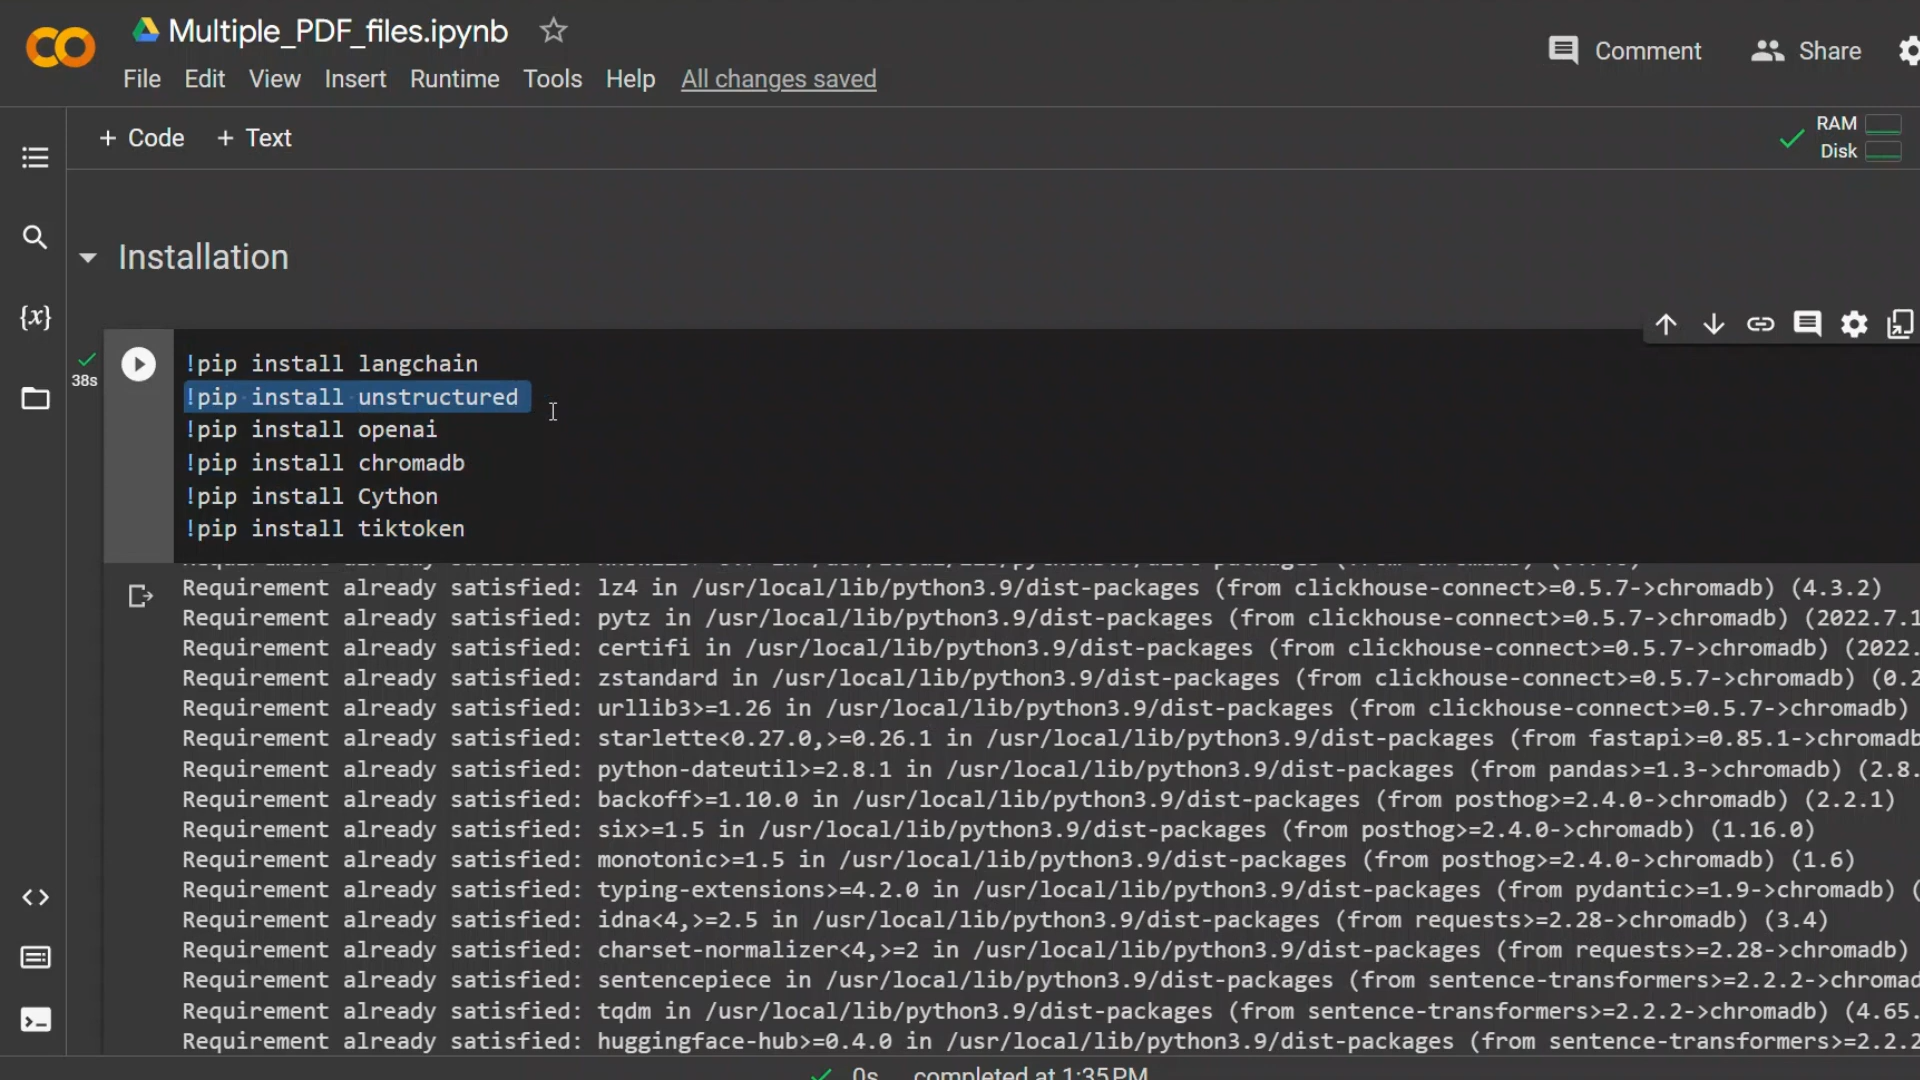 Multiple_PDF_files.ipynb
File Edit View Insert Runtime Tools Help All changes saved
Comment
Share
+ Code + Text
RAM
Disk
Installation
38s
!pip install langchain
!pip install unstructured
!pip install openai
!pip install chromadb
!pip install Cython
!pip install tiktoken
Requirement already satisfied: lz4 in /usr/local/lib/python3.9/dist-packages (from clickhouse-connect>=0.5.7->chromadb) (4.3.2)
Requirement already satisfied: pytz in /usr/local/lib/python3.9/dist-packages (from clickhouse-connect>=0.5.7->chromadb) (2022.7.1
Requirement already satisfied: certifi in /usr/local/lib/python3.9/dist-packages (from clickhouse-connect>=0.5.7->chromadb) (2022.
Requirement already satisfied: zstandard in /usr/local/lib/python3.9/dist-packages (from clickhouse-connect>=0.5.7->chromadb) (0.2
Requirement already satisfied: urllib3>=1.26 in /usr/local/lib/python3.9/dist-packages (from clickhouse-connect>=0.5.7->chromadb)
Requirement already satisfied: starlette<0.27.0,>=0.26.1 in /usr/local/lib/python3.9/dist-packages (from fastapi>=0.85.1->chromadb
Requirement already satisfied: python-dateutil>=2.8.1 in /usr/local/lib/python3.9/dist-packages (from pandas>=1.3->chromadb) (2.8.
Requirement already satisfied: backoff>=1.10.0 in /usr/local/lib/python3.9/dist-packages (from posthog>=2.4.0->chromadb) (2.2.1)
Requirement already satisfied: six>=1.5 in /usr/local/lib/python3.9/dist-packages (from posthog>=2.4.0->chromadb) (1.16.0)
Requirement already satisfied: monotonic>=1.5 in /usr/local/lib/python3.9/dist-packages (from posthog>=2.4.0->chromadb) (1.6)
Requirement already satisfied: typing-extensions>=4.2.0 in /usr/local/lib/python3.9/dist-packages (from pydantic>=1.9->chromadb) (
Requirement already satisfied: idna<4,>=2.5 in /usr/local/lib/python3.9/dist-packages (from requests>=2.28->chromadb) (3.4)
Requirement already satisfied: charset-normalizer<4,>=2 in /usr/local/lib/python3.9/dist-packages (from requests>=2.28->chromadb)
Requirement already satisfied: sentencepiece in /usr/local/lib/python3.9/dist-packages (from sentence-transformers>=2.2.2->chromad
Requirement already satisfied: tqdm in /usr/local/lib/python3.9/dist-packages (from sentence-transformers>=2.2.2->chromadb) (4.65.
Requirement already satisfied: huggingface-hub>=0.4.0 in /usr/local/lib/python3.9/dist-packages (from sentence-transformers>=2.2.2
0s completed at 1:35 PM